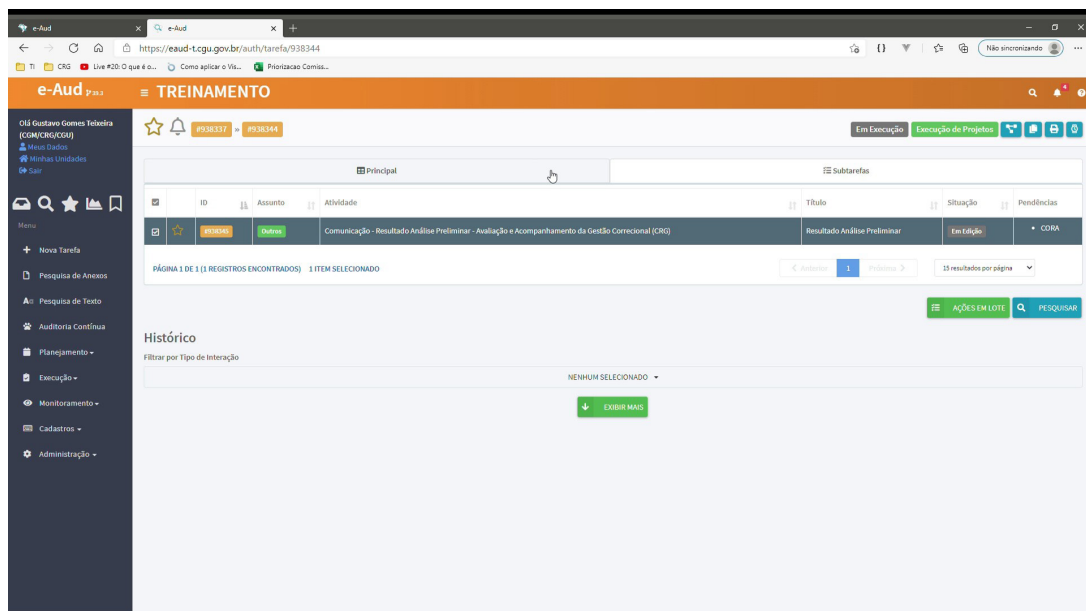 e-Aud
e-Aud
https://eaud-t.cgu.gov.br/auth/tarefa/938344
Não sincronizando
TI
CRG
Live #20: O que é o...
Como aplicar o Vis...
Priorizacao Comiss...
e-Aud
TREINAMENTO
4
Olá Gustavo Gomes Teixeira
(CGM/CRG/CGU)
Meus Dados
Minhas Unidades
Sair
Menu
+ Nova Tarefa
Pesquisa de Anexos
Pesquisa de Texto
Auditoria Contínua
Planejamento
Execução
Monitoramento
Cadastros
Administração
#938337 » #938344
Em Execução
Execução de Projetos
Principal
Subtarefas
ID Assunto Atividade Título Situação Pendências
#938345 Outros Comunicação - Resultado Análise Preliminar - Avaliação e Acompanhamento da Gestão Correcional (CRG) Resultado Análise Preliminar Em Edição • CORA
PÁGINA 1 DE 1 (1 REGISTROS ENCONTRADOS) 1 ITEM SELECIONADO
Anterior 1 Próxima
15 resultados por página
AÇÕES EM LOTE
PESQUISAR
Histórico
Filtrar por Tipo de Interação
NENHUM SELECIONADO
EXIBIR MAIS